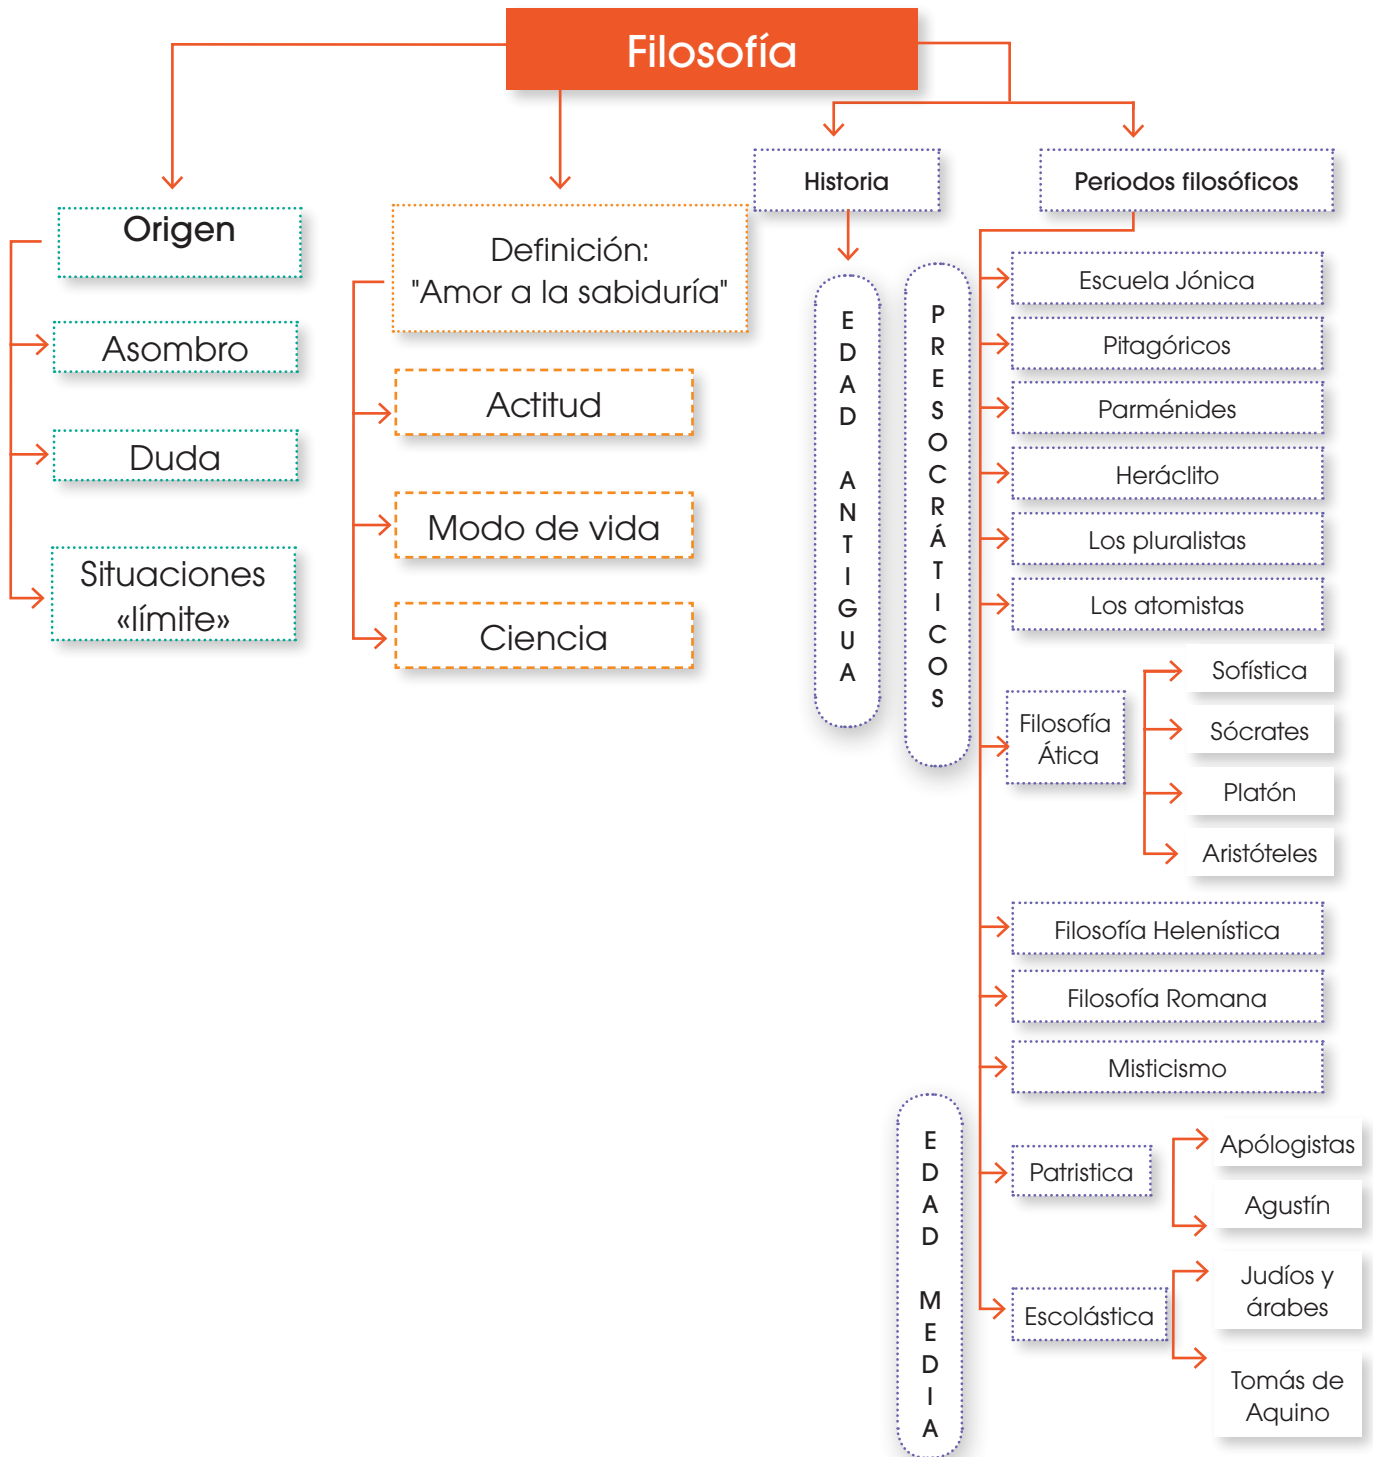 Filosofía
Origen
Asombro
Duda
Situaciones
«límite»
Definición:
"Amor a la sabiduría"
Actitud
Modo de vida
Ciencia
Historia
EDAD ANTIGUA
Periodos filosóficos
PRESOCRÁTICOS
Escuela Jónica
Pitagóricos
Parménides
Heráclito
Los pluralistas
Los atomistas
Filosofía
Ática
Sofística
Sócrates
Platón
Aristóteles
Filosofía Helenística
Filosofía Romana
Misticismo
EDAD MEDIA
Patristica
Apólogistas
Agustín
Escolástica
Judíos y
árabes
Tomás de
Aquino